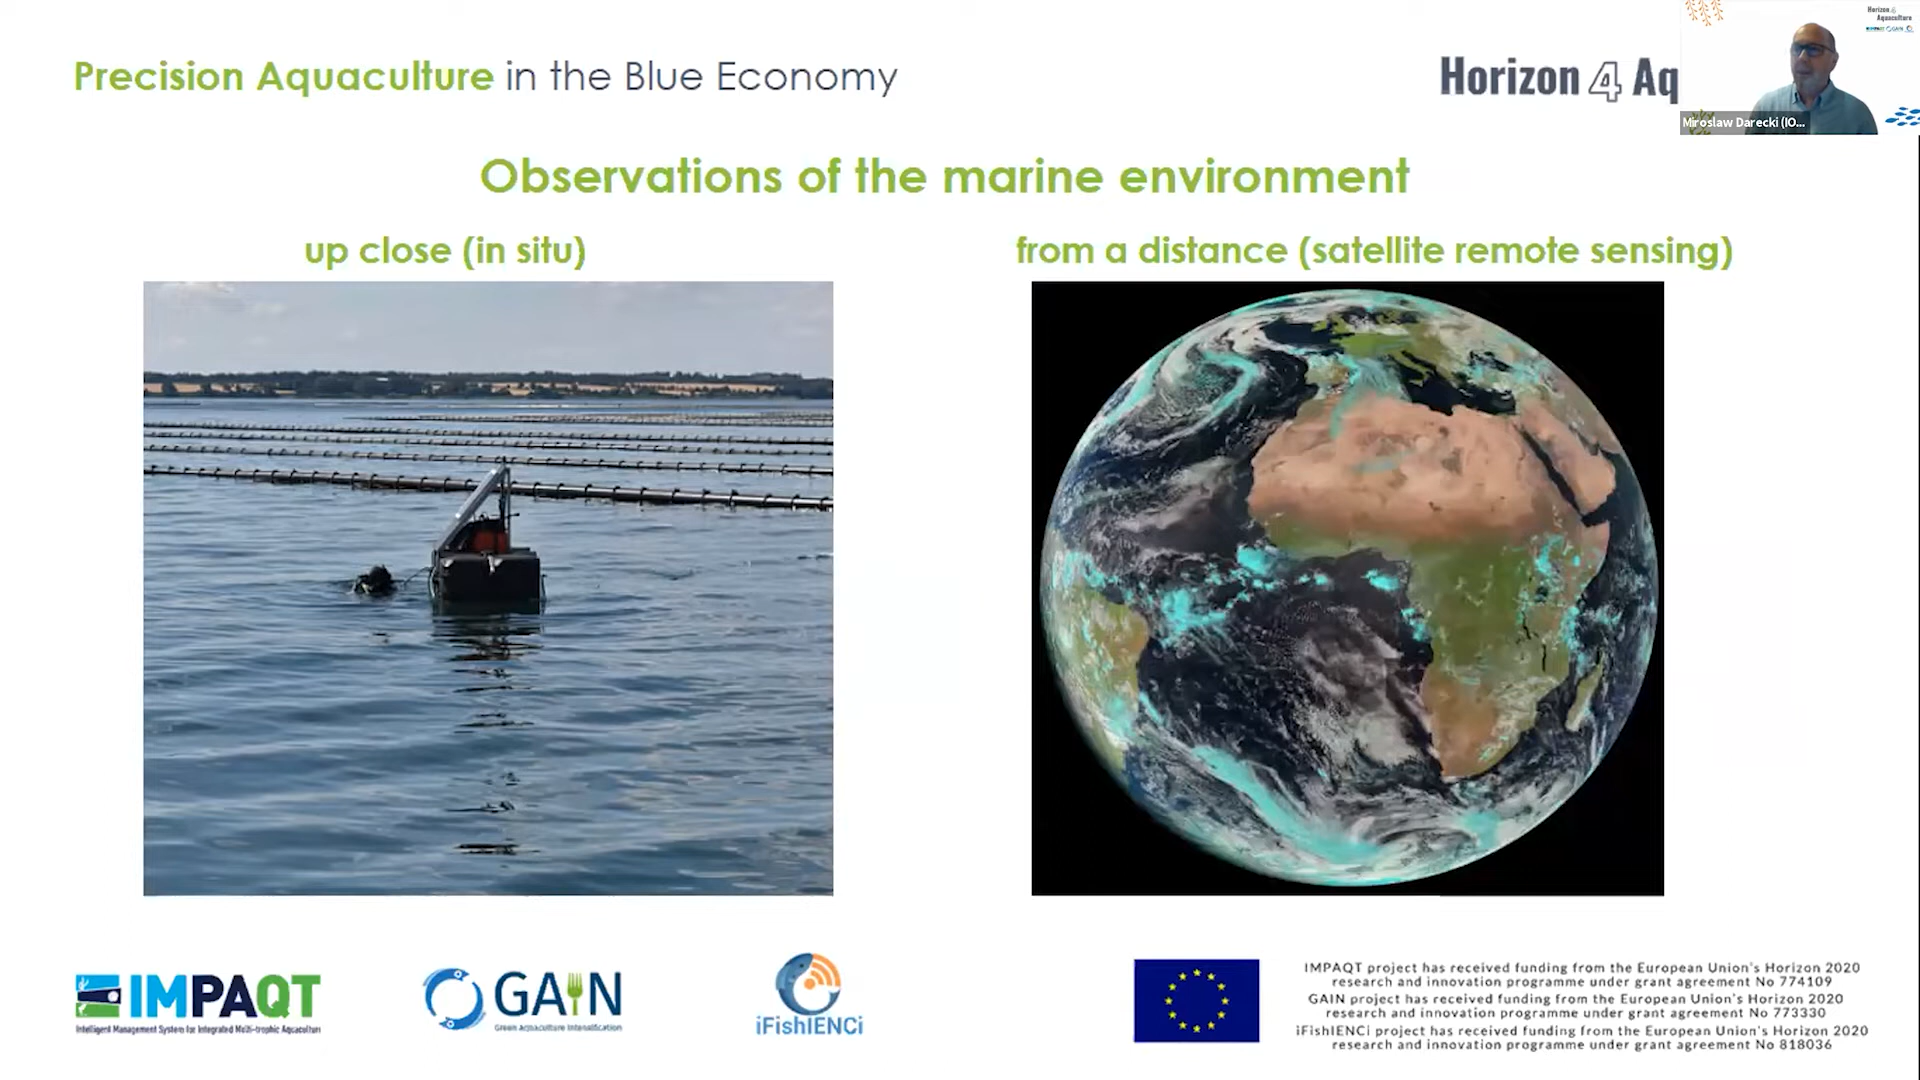 Precision Aquaculture in the Blue Economy
Horizon 4 Aq
Horizon 4
Aquaculture
Miroslaw Darecki (IO...
Observations of the marine environment
up close (in situ)
from a distance (satellite remote sensing)
IMPAQT
Intelligent Management System for Integrated Multi-trophic Aquaculture
GAIN
Green Aquaculture Intensification
iFishIENCi
IMPAQT project has received funding from the European Union's Horizon 2020
research and innovation programme under grant agreement No 774109
GAIN project has received funding from the European Union's Horizon 2020
research and innovation programme under grant agreement No 773330
iFishIENCi project has received funding from the European Union's Horizon 2020
research and innovation programme under grant agreement No 818036